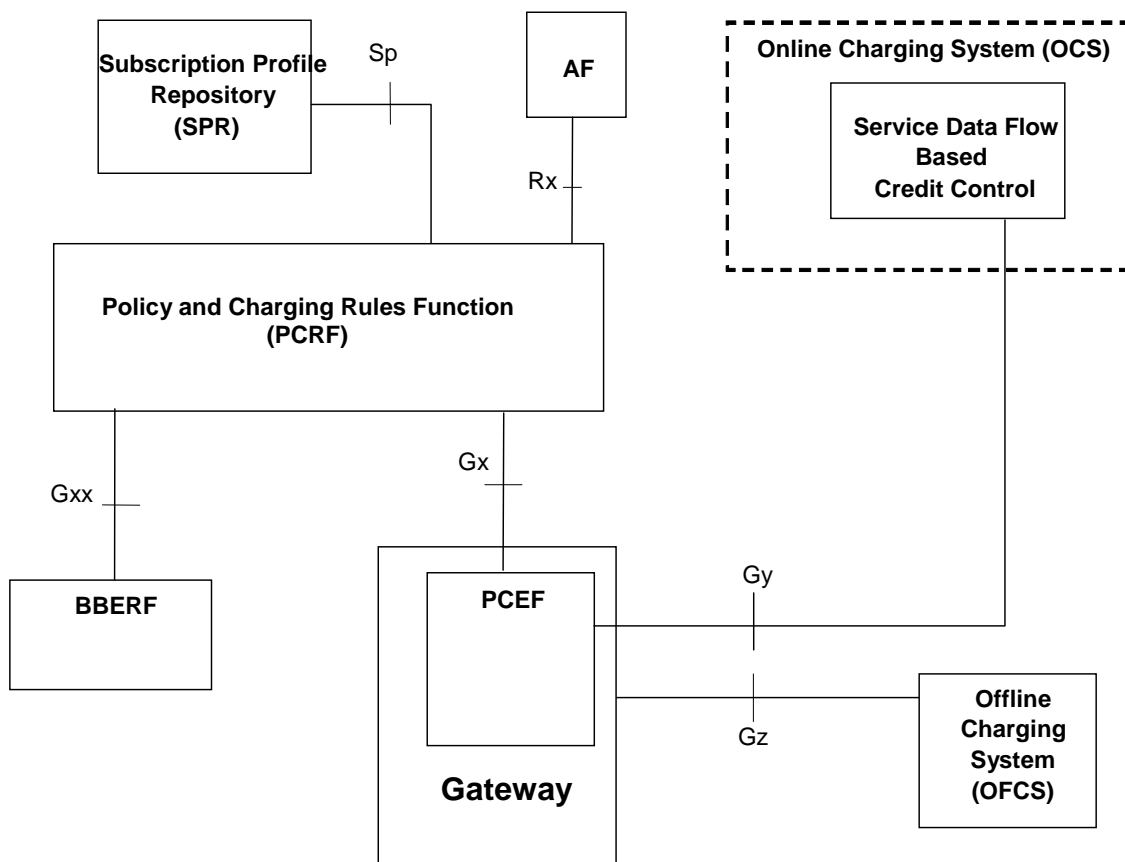 Subscription Profile
Repository
(SPR)
Sp
AF
Online Charging System (OCS)
Service Data Flow
Based
Credit Control
Rx
Policy and Charging Rules Function
(PCRF)
Gxx
Gx
BBERF
PCEF
Gy
Gz
Offline
Charging
System
(OFCS)
Gateway